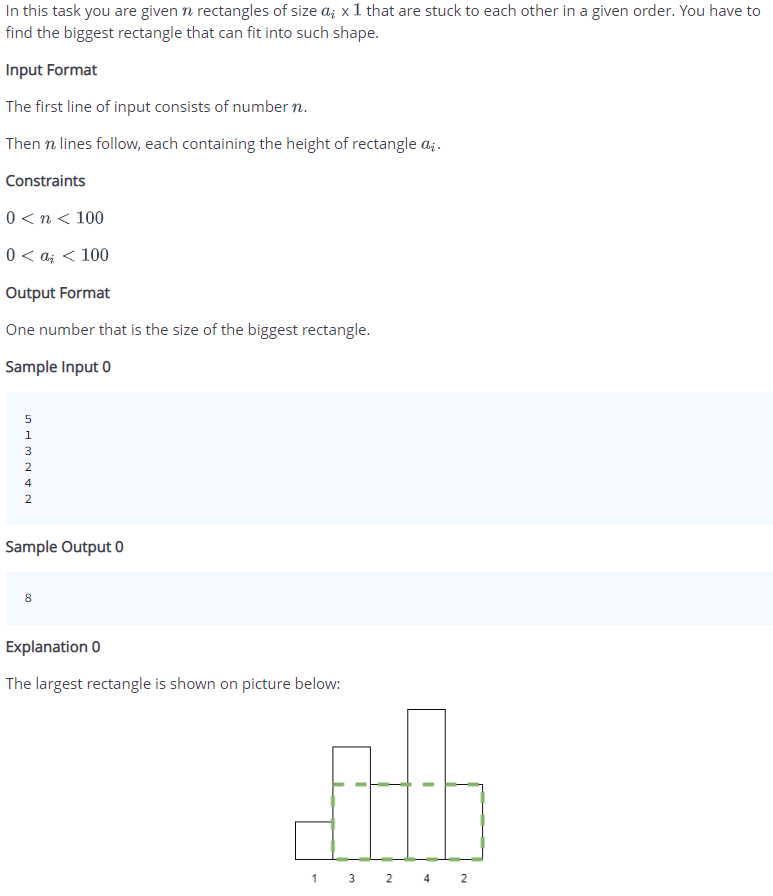 In this task you are given n rectangles of size aᵢ x 1 that are stuck to each other in a given order. You have to
find the biggest rectangle that can fit into such shape.
Input Format
The first line of input consists of number n.
Then n lines follow, each containing the height of rectangle aᵢ.
Constraints
0 < n < 100
0 < aᵢ < 100
Output Format
One number that is the size of the biggest rectangle.
Sample Input 0
5
1
3
2
4
2
Sample Output 0
8
Explanation 0
The largest rectangle is shown on picture below:
1 3 2 4 2